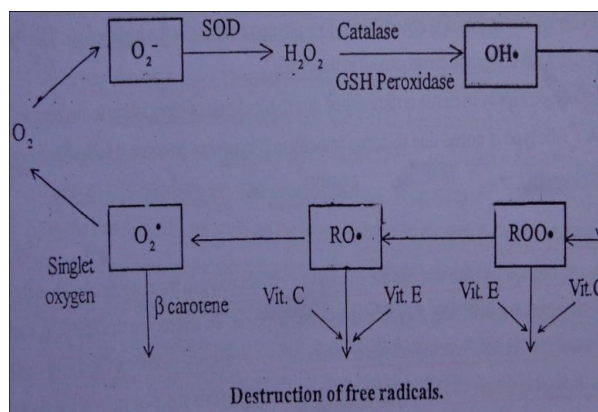 SOD
O₂⁻ H₂O₂ Catalase OH•
GSH Peroxidase
O₂
O₂• RO• ROO•
Singlet
oxygen
β carotene
Vit. C Vit. E Vit. E Vit.
Destruction of free radicals.